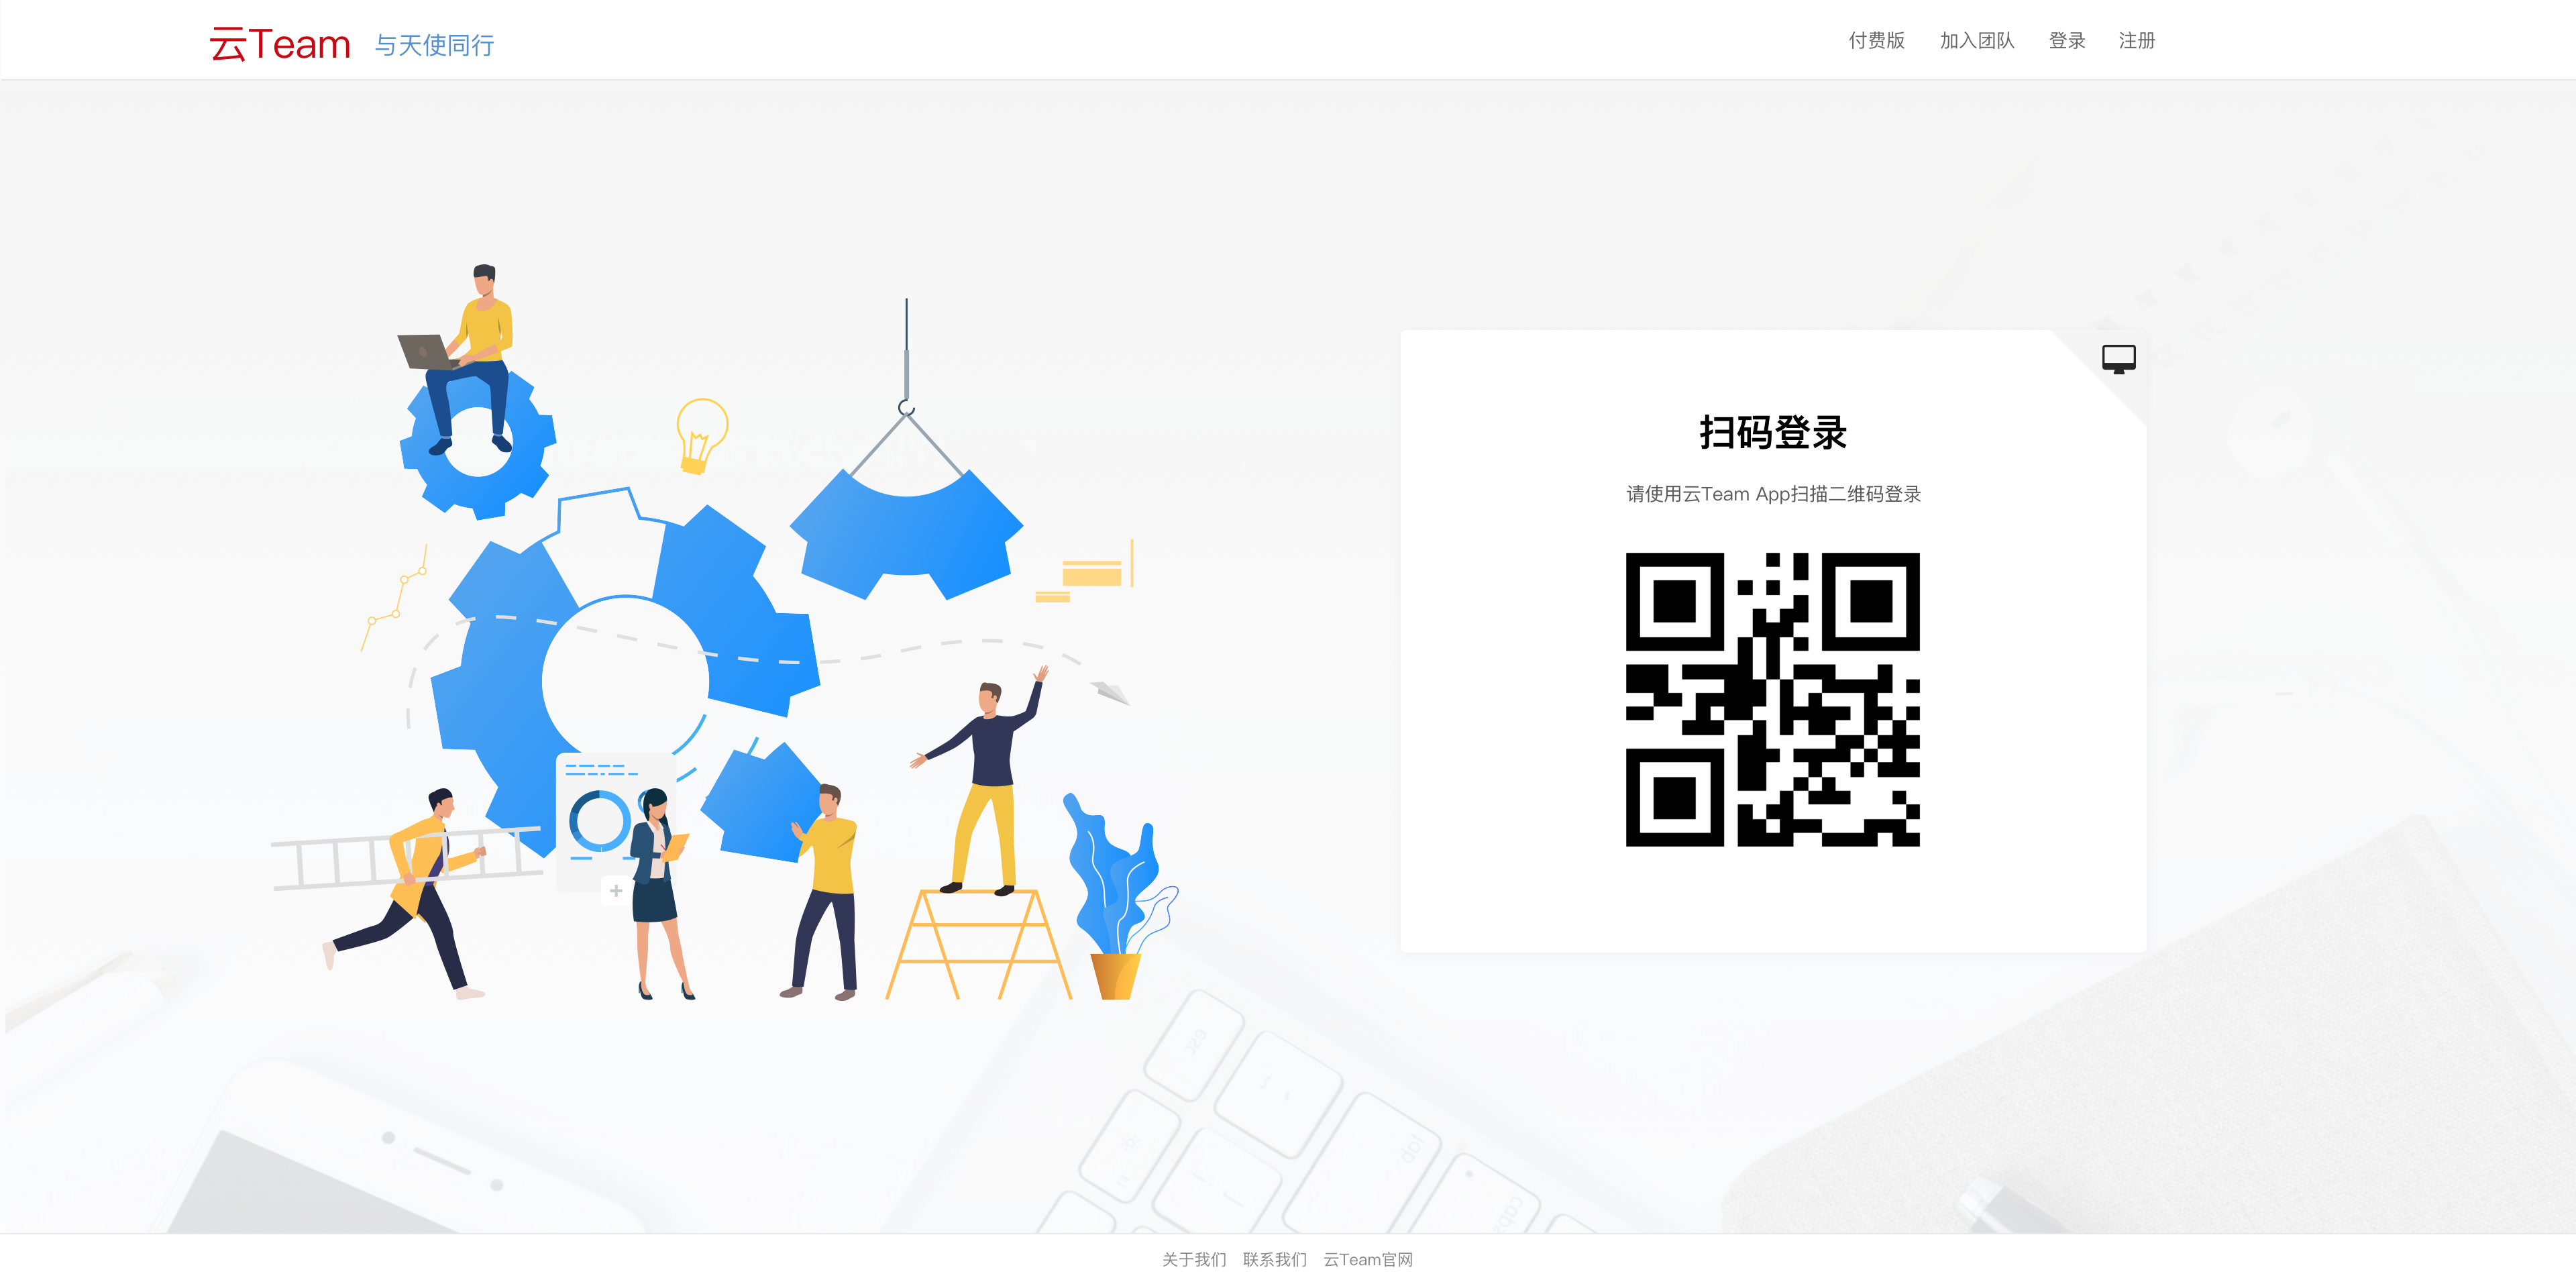 云Team 与天使同行
付费版 加入团队 登录 注册
扫码登录
请使用云Team App扫描二维码登录
关于我们 联系我们 云Team官网